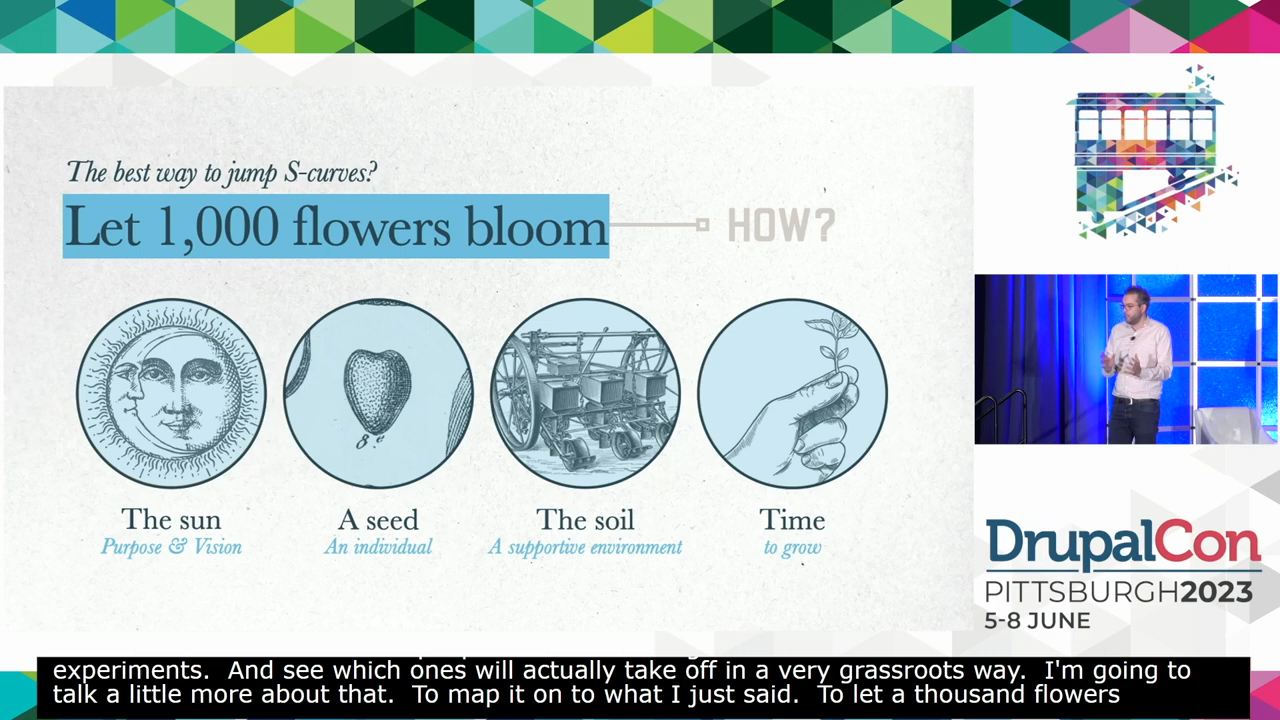 The best way to jump S-curves?
Let 1,000 flowers bloom
HOW?
8.e
The sun
Purpose & Vision
A seed
An individual
The soil
A supportive environment
Time
to grow
DrupalCon
PITTSBURGH2023
5-8 JUNE
experiments.  And see which ones will actually take off in a very grassroots way.  I'm going to
talk a little more about that.  To map it on to what I just said.  To let a thousand flowers